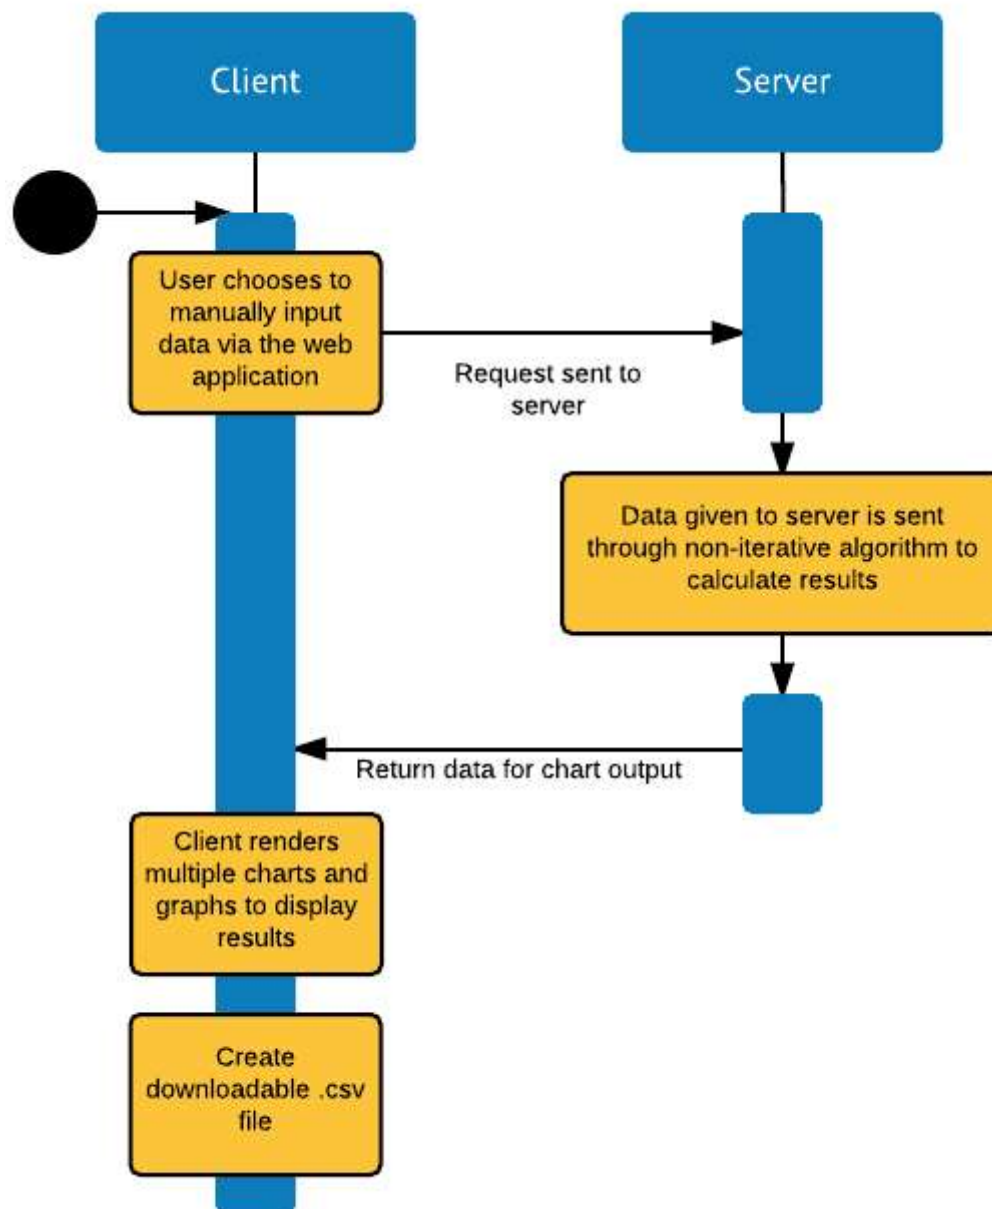 Client
Server
User chooses to
manually input
data via the web
application
Request sent to
server
Data given to server is sent
through non-iterative algorithm to
calculate results
Return data for chart output
Client renders
multiple charts and
graphs to display
results
Create
downloadable .csv
file